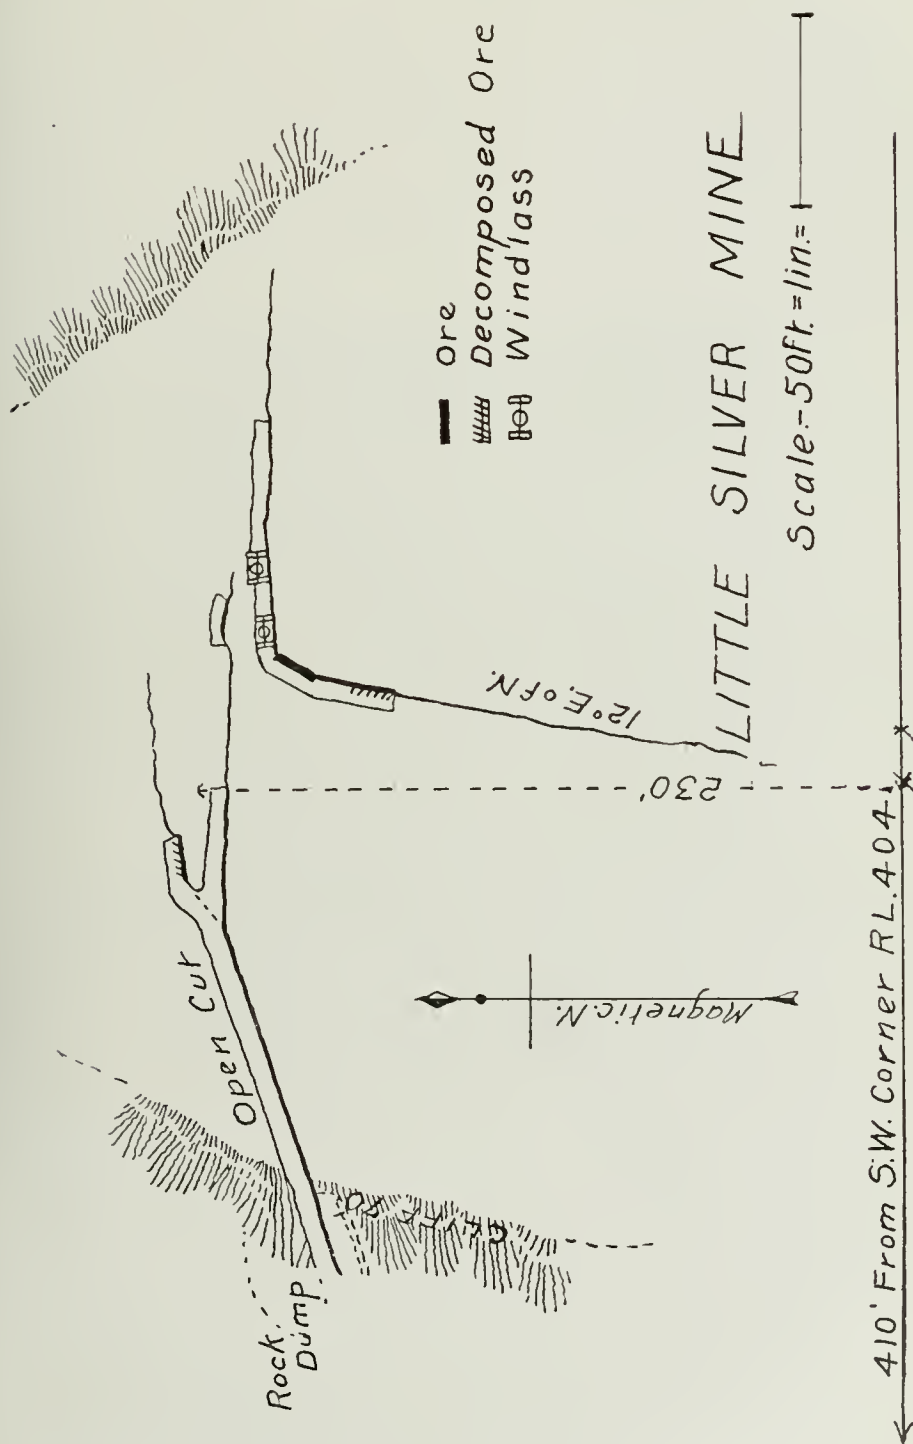 LITTLE SILVER MINE
Scale:-50ft.=1in.=
Ore
Decomposed Ore
Windlass
Open Cut
Rock
Dump
12° E. of N.
230'
Magnetic N.
410' From S.W. Corner R.L. 404